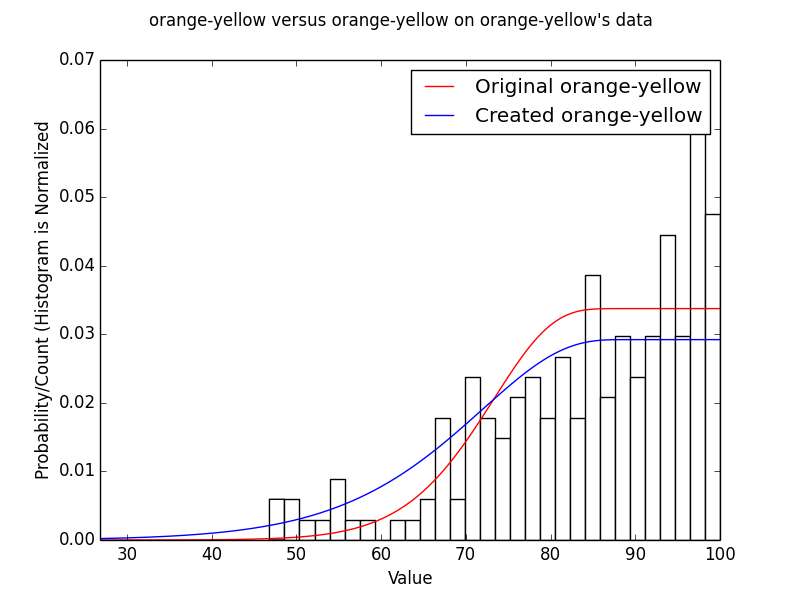 orange-yellow versus orange-yellow on orange-yellow's data
Original orange-yellow
Created orange-yellow
Probability/Count (Histogram is Normalized
0.07
0.06
0.05
0.04
0.03
0.02
0.01
0.00
30 40 50 60 70 80 90 100
Value